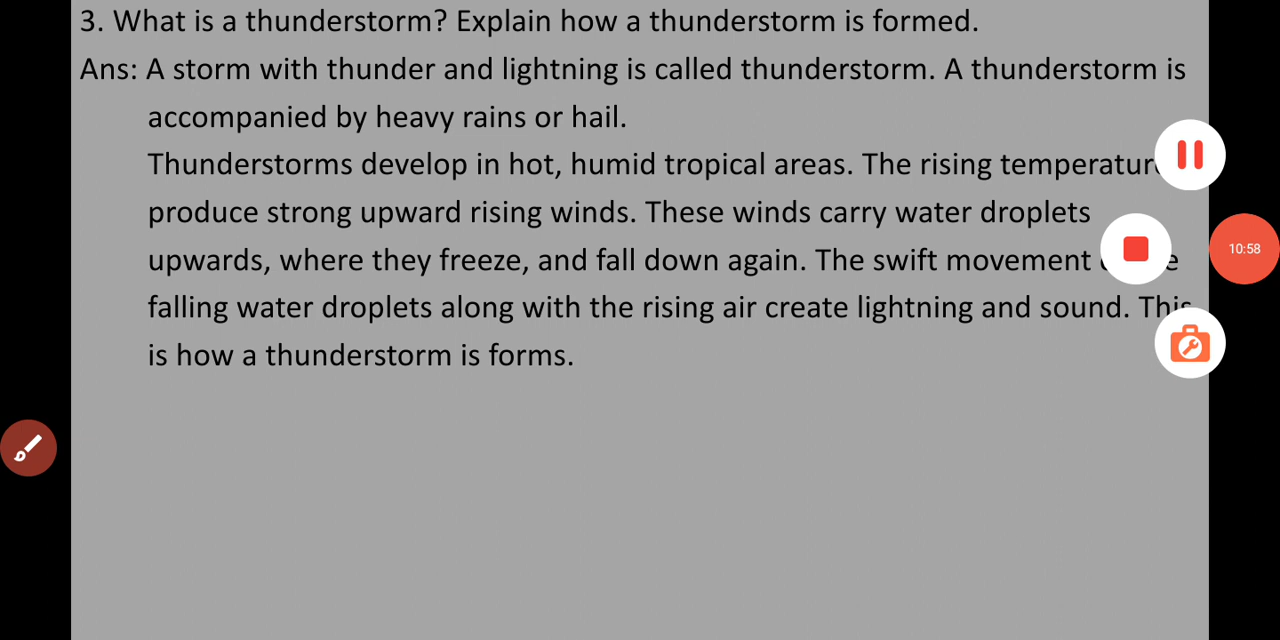 3. What is a thunderstorm? Explain how a thunderstorm is formed.
Ans: A storm with thunder and lightning is called thunderstorm. A thunderstorm is
accompanied by heavy rains or hail.
Thunderstorms develop in hot, humid tropical areas. The rising
produce strong upward rising winds. These winds carry water droplets
10:58
upwards, where they freeze, and fall down again. The swift movement
falling water droplets along with the rising air create lightning and sound. This
is how a thunderstorm is forms.